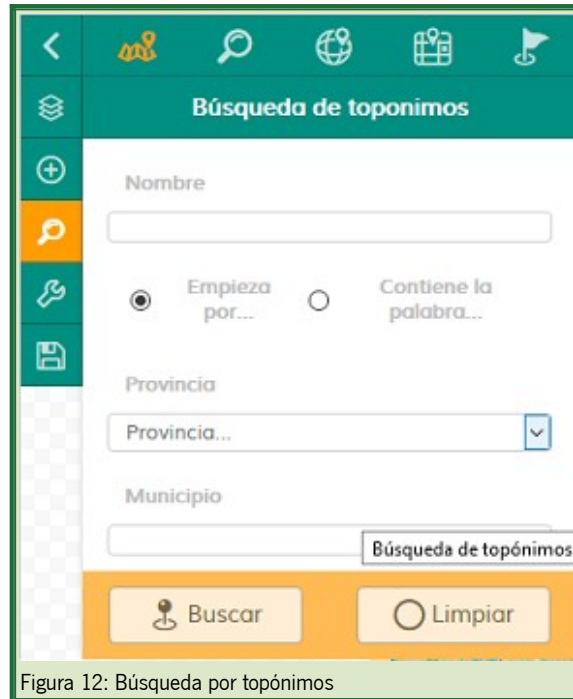 Búsqueda de toponimos
Nombre
Empieza
por...
Contiene la
palabra...
Provincia
Provincia...
Municipio
Búsqueda de topónimos
Buscar
Limpiar
Figura 12: Búsqueda por topónimos